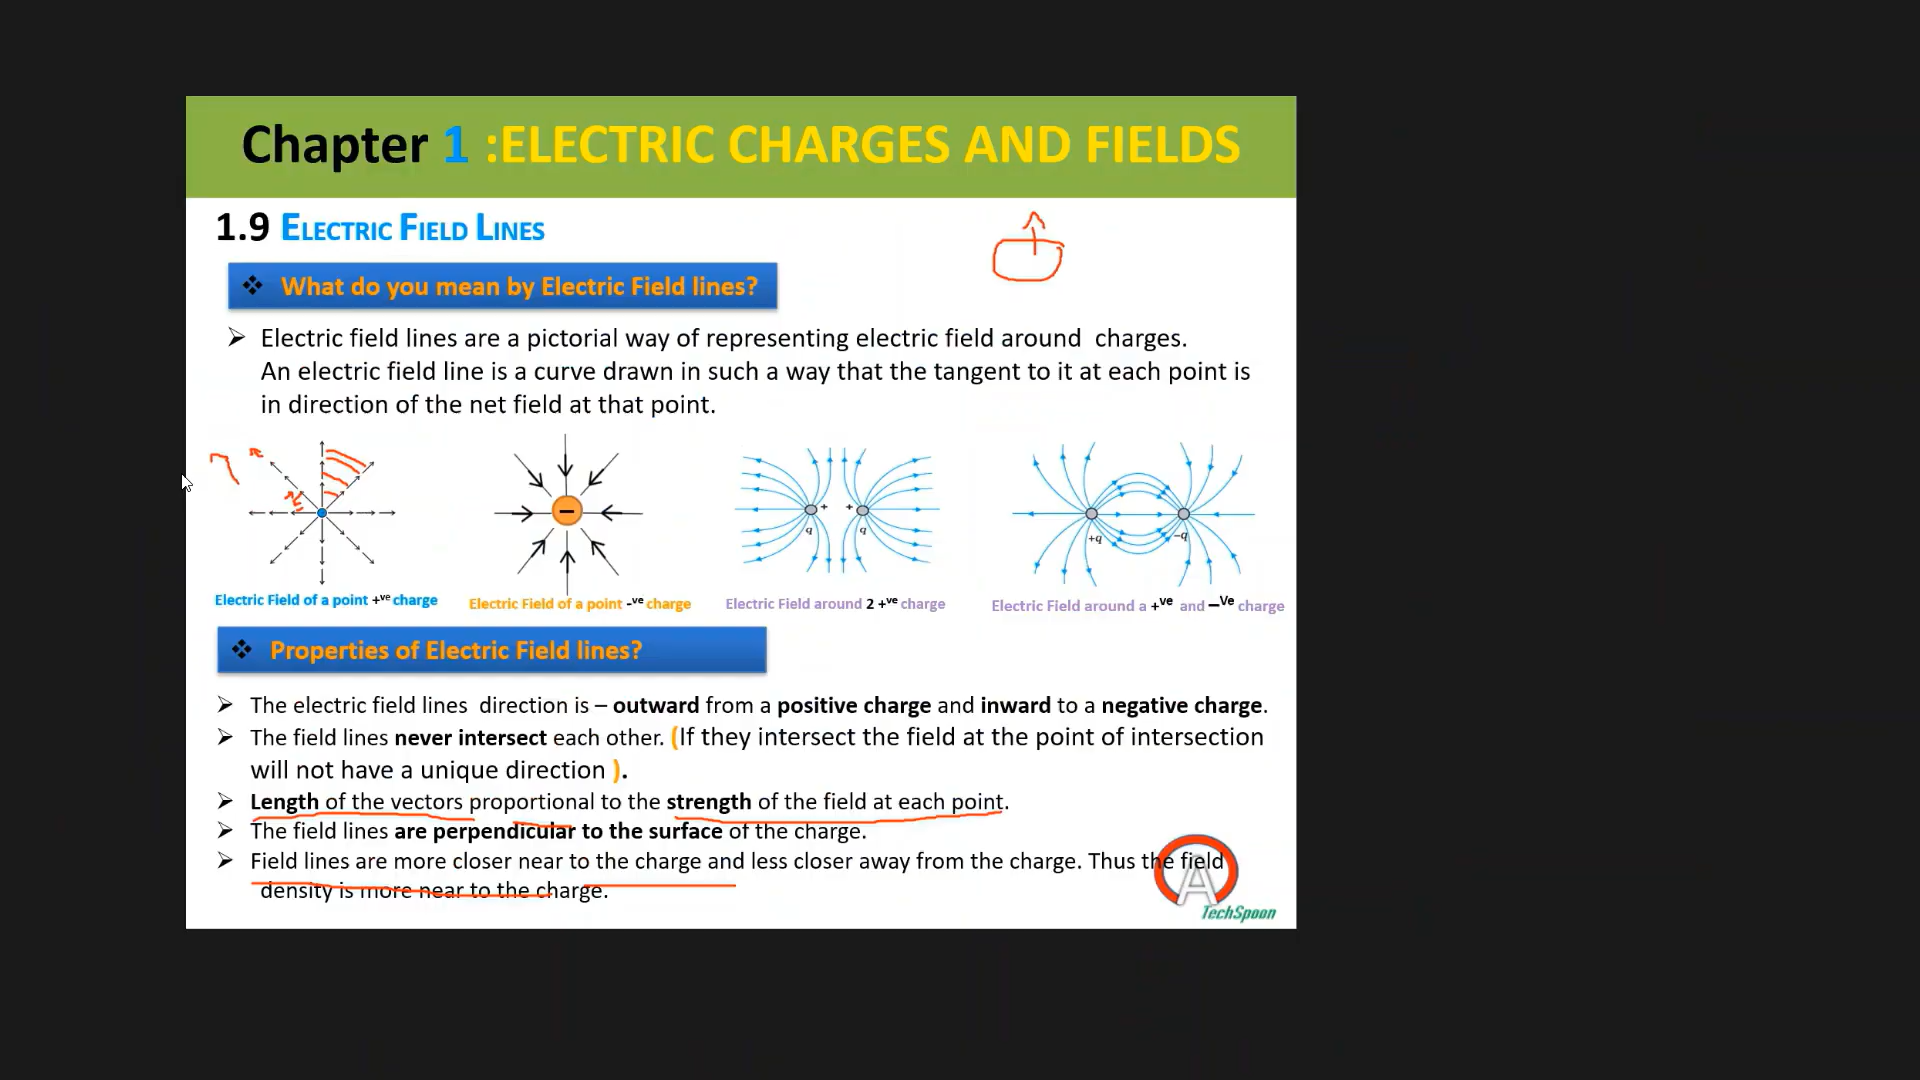 Chapter 1 :ELECTRIC CHARGES AND FIELDS
1.9 ELECTRIC FIELD LINES
❖ What do you mean by Electric Field lines?
➢ Electric field lines are a pictorial way of representing electric field around charges.
An electric field line is a curve drawn in such a way that the tangent to it at each point is
in direction of the net field at that point.
+ +
q q
+q -q
−
Electric Field of a point +ve charge
Electric Field of a point -ve charge
Electric Field around 2 +ve charge
Electric Field around a +ve and −Ve charge
❖ Properties of Electric Field lines?
➢ The electric field lines direction is – outward from a positive charge and inward to a negative charge.
➢ The field lines never intersect each other. (If they intersect the field at the point of intersection
will not have a unique direction ).
➢ Length of the vectors proportional to the strength of the field at each point.
➢ The field lines are perpendicular to the surface of the charge.
➢ Field lines are more closer near to the charge and less closer away from the charge. Thus the field
density is more near to the charge.
A
TechSpoon